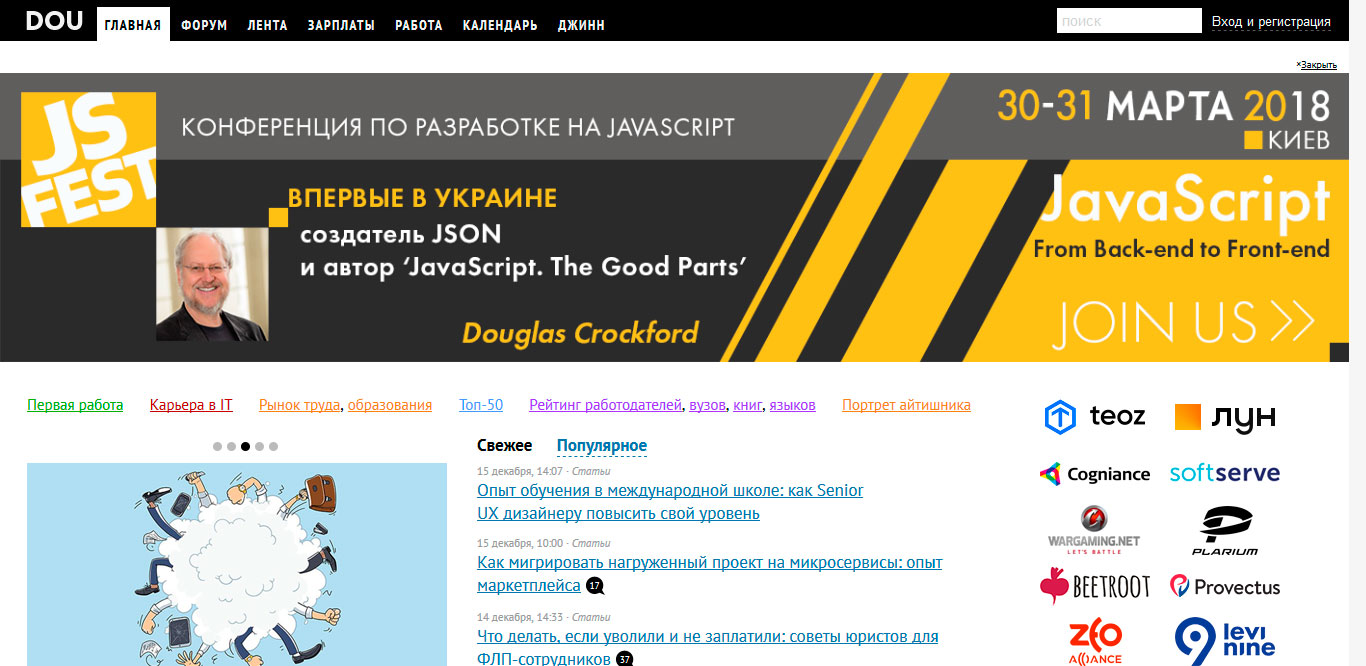 DOU ГЛАВНАЯ ФОРУМ ЛЕНТА ЗАРПЛАТЫ РАБОТА КАЛЕНДАРЬ ДЖИНН поиск Вход и регистрация
×Закрыть
JS
FEST
КОНФЕРЕНЦИЯ ПО РАЗРАБОТКЕ НА JAVASCRIPT
30-31 МАРТА 2018
КИЕВ
ВПЕРВЫЕ В УКРАИНЕ
создатель JSON
и автор ‘JavaScript. The Good Parts’
Douglas Crockford
JavaScript
From Back-end to Front-end
JOIN US
Первая работа Карьера в IT Рынок труда, образования Топ-50 Рейтинг работодателей, вузов, книг, языков Портрет айтишника
Свежее Популярное
15 декабря, 14:07 · Статьи
Опыт обучения в международной школе: как Senior
UX дизайнеру повысить свой уровень
15 декабря, 10:00 · Статьи
Как мигрировать нагруженный проект на микросервисы: опыт
маркетплейса 17
14 декабря, 14:33 · Статьи
Что делать, если уволили и не заплатили: советы юристов для
ФЛП-сотрудников 37
teoz лун
Cogniance softserve
WARGAMING.NET
LET'S BATTLE
PLARIUM
BEETROOT Provectus
ZEO
ALLIANCE
levi
nine